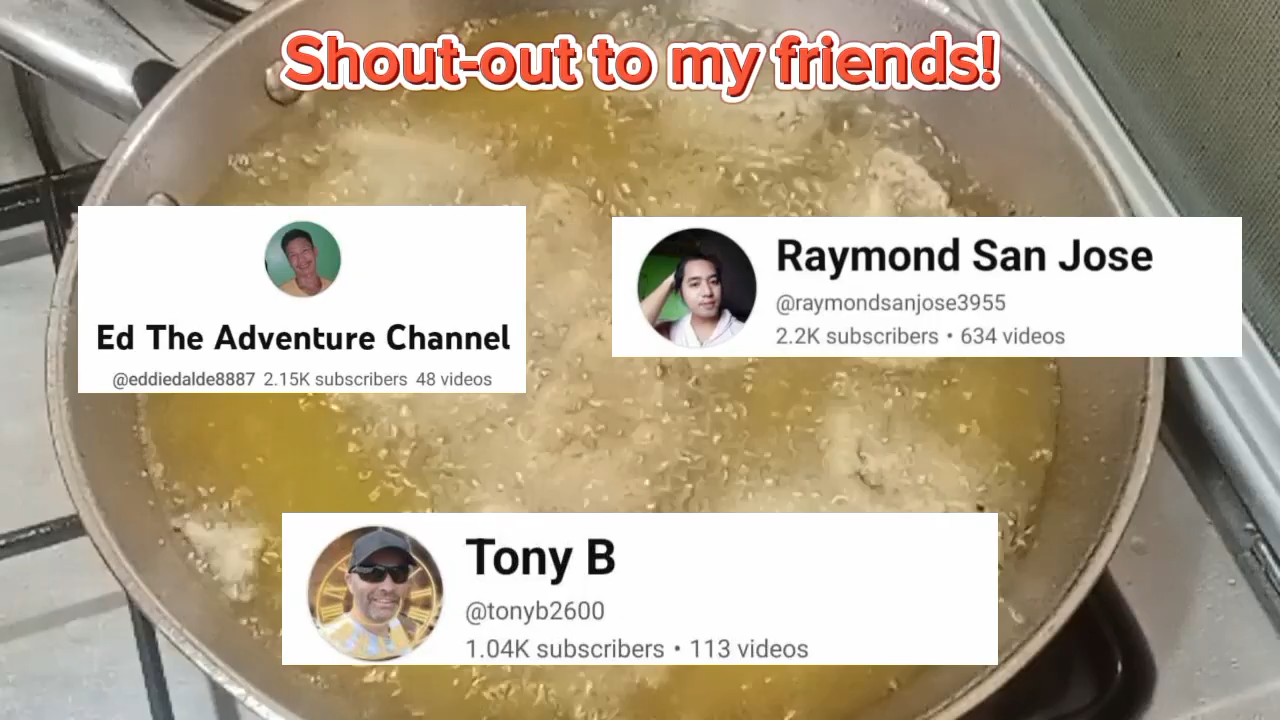 Shout-out to my friends!
Ed The Adventure Channel
@eddiedalde8887 2.15K subscribers 48 videos
Raymond San Jose
@raymondsanjose3955
2.2K subscribers • 634 videos
Tony B
@tonyb2600
1.04K subscribers • 113 videos